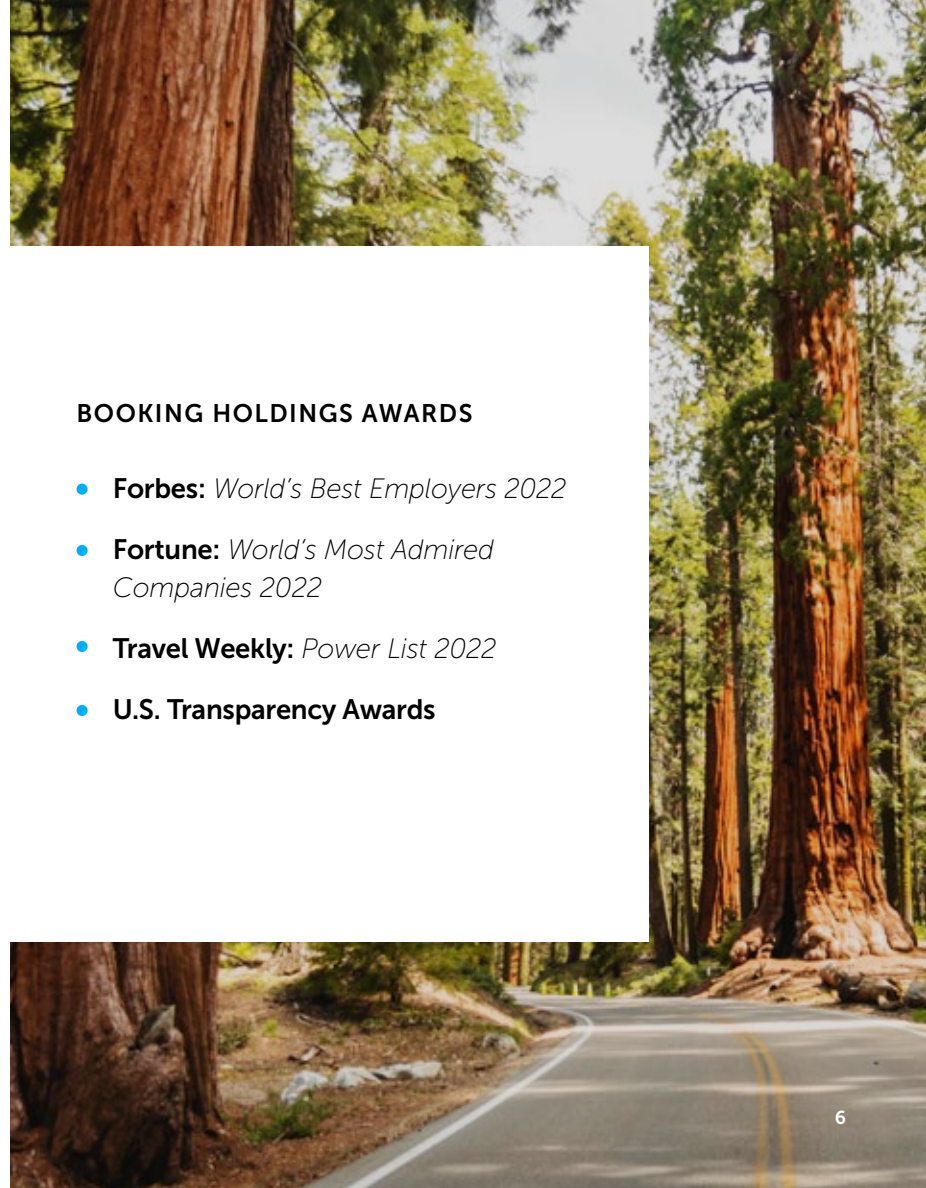 BOOKING HOLDINGS AWARDS
• Forbes: World’s Best Employers 2022
• Fortune: World’s Most Admired
Companies 2022
• Travel Weekly: Power List 2022
• U.S. Transparency Awards
6